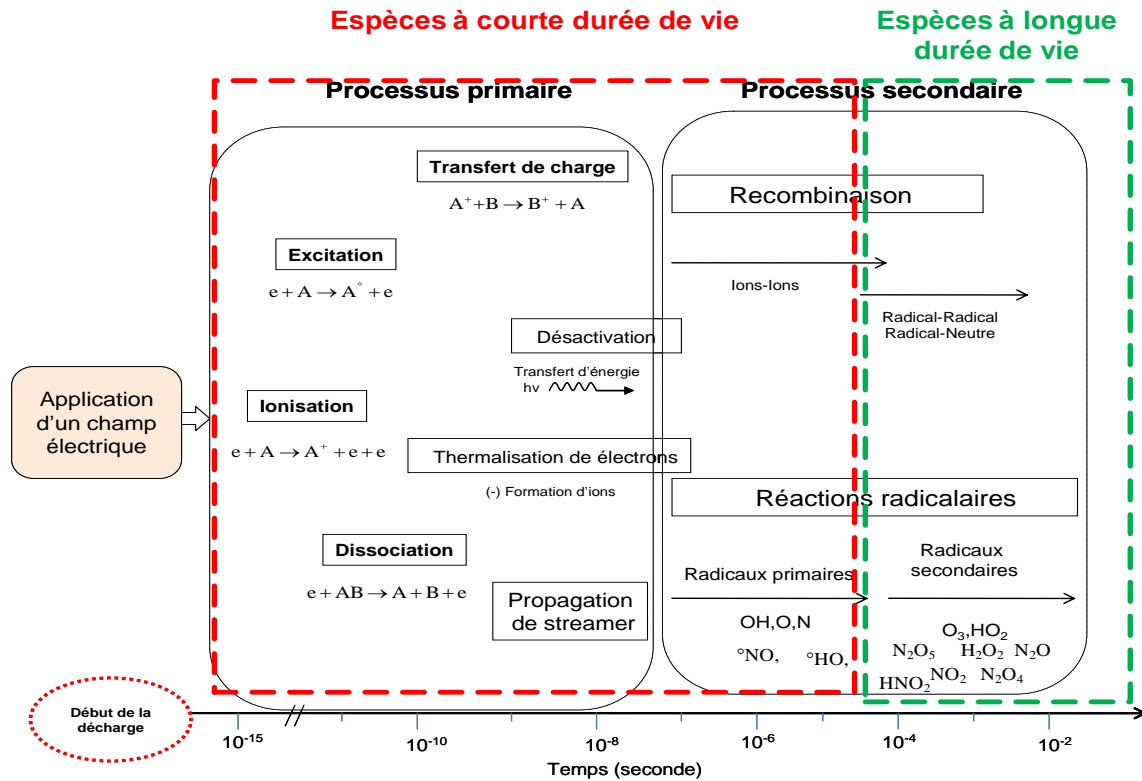 Espèces à courte durée de vie
Espèces à longue
durée de vie
Processus primaire
Processus secondaire
Transfert de charge
A⁺+B → B⁺ + A
Excitation
e + A → A° + e
Désactivation
Transfert d'énergie
hv
Application
d'un champ
électrique
Ionisation
e + A → A⁺ + e + e
Thermalisation de électrons
(-) Formation d'ions
Dissociation
e + AB → A + B + e
Propagation
de streamer
Recombinaison
Ions-Ions
Radical-Radical
Radical-Neutre
Réactions radicalaires
Radicaux primaires
OH,O,N
°NO, °HO,
Radicaux
secondaires
O₃,HO₂
N₂O₅ H₂O₂ N₂O
HNO₂ NO₂ N₂O₄
Début de la
décharge
10⁻¹⁵ 10⁻¹⁰ 10⁻⁸ 10⁻⁶ 10⁻⁴ 10⁻²
Temps (seconde)